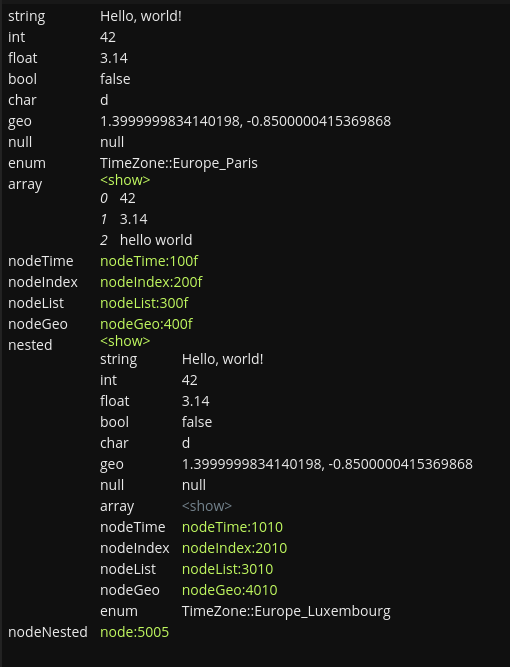 string Hello, world!
int 42
float 3.14
bool false
char d
geo 1.3999999834140198, -0.8500000415369868
null null
enum TimeZone::Europe_Paris
array <show>
0 42
1 3.14
2 hello world
nodeTime nodeTime:100f
nodeIndex nodeIndex:200f
nodeList nodeList:300f
nodeGeo nodeGeo:400f
nested <show>
string Hello, world!
int 42
float 3.14
bool false
char d
geo 1.3999999834140198, -0.8500000415369868
null null
array <show>
nodeTime nodeTime:1010
nodeIndex nodeIndex:2010
nodeList nodeList:3010
nodeGeo nodeGeo:4010
enum TimeZone::Europe_Luxembourg
nodeNested node:5005